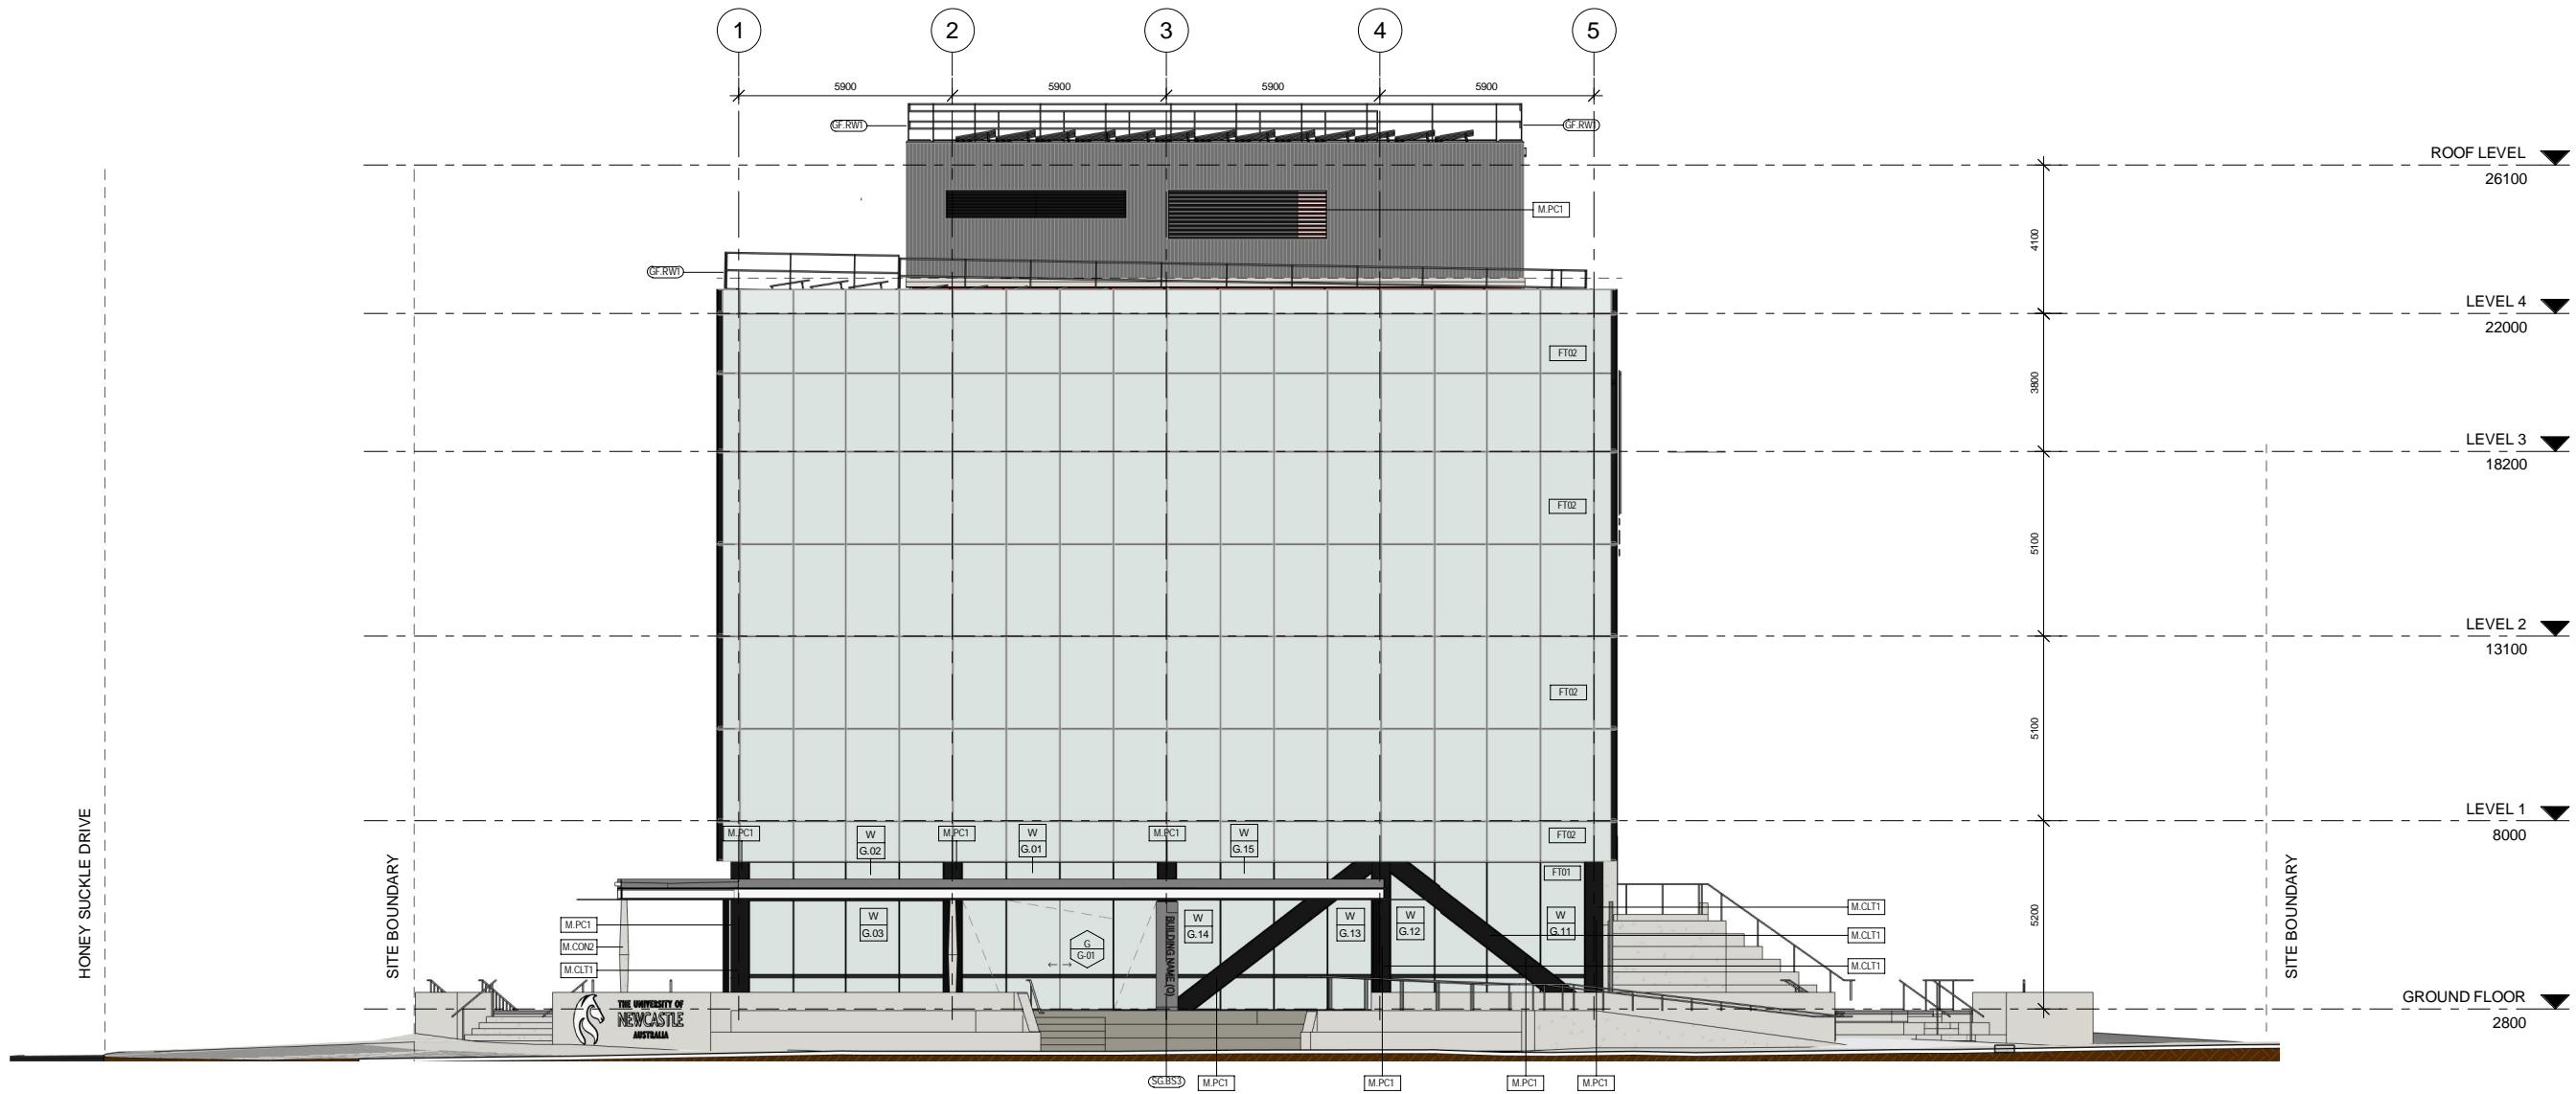 1 2 3 4 5
5900 5900 5900 5900
GF.RW1 GF.RW1
ROOF LEVEL
26100
M.PC1
4100
GF.RW1
LEVEL 4
22000
FT02
3800
LEVEL 3
18200
FT02
5100
LEVEL 2
13100
FT02
5100
LEVEL 1
8000
M.PC1 W G.02 M.PC1 W G.01 M.PC1 W G.15 FT02
FT01
HONEY SUCKLE DRIVE
SITE BOUNDARY
M.PC1
M.CON2
M.CLT1
W G.03
G G-01
BUILDING NAME (O)
W G.14
W G.13
W G.12
W G.11
M.CLT1
M.CLT1
M.CLT1
5200
SITE BOUNDARY
GROUND FLOOR
2800
THE UNIVERSITY OF
NEWCASTLE
AUSTRALIA
SG.BS3 M.PC1 M.PC1 M.PC1 M.PC1